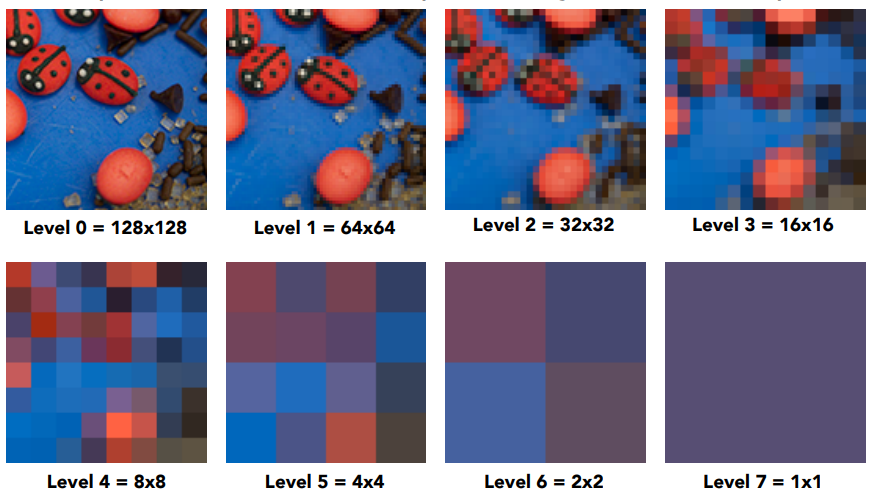 Level 0 = 128x128
Level 1 = 64x64
Level 2 = 32x32
Level 3 = 16x16
Level 4 = 8x8
Level 5 = 4x4
Level 6 = 2x2
Level 7 = 1x1